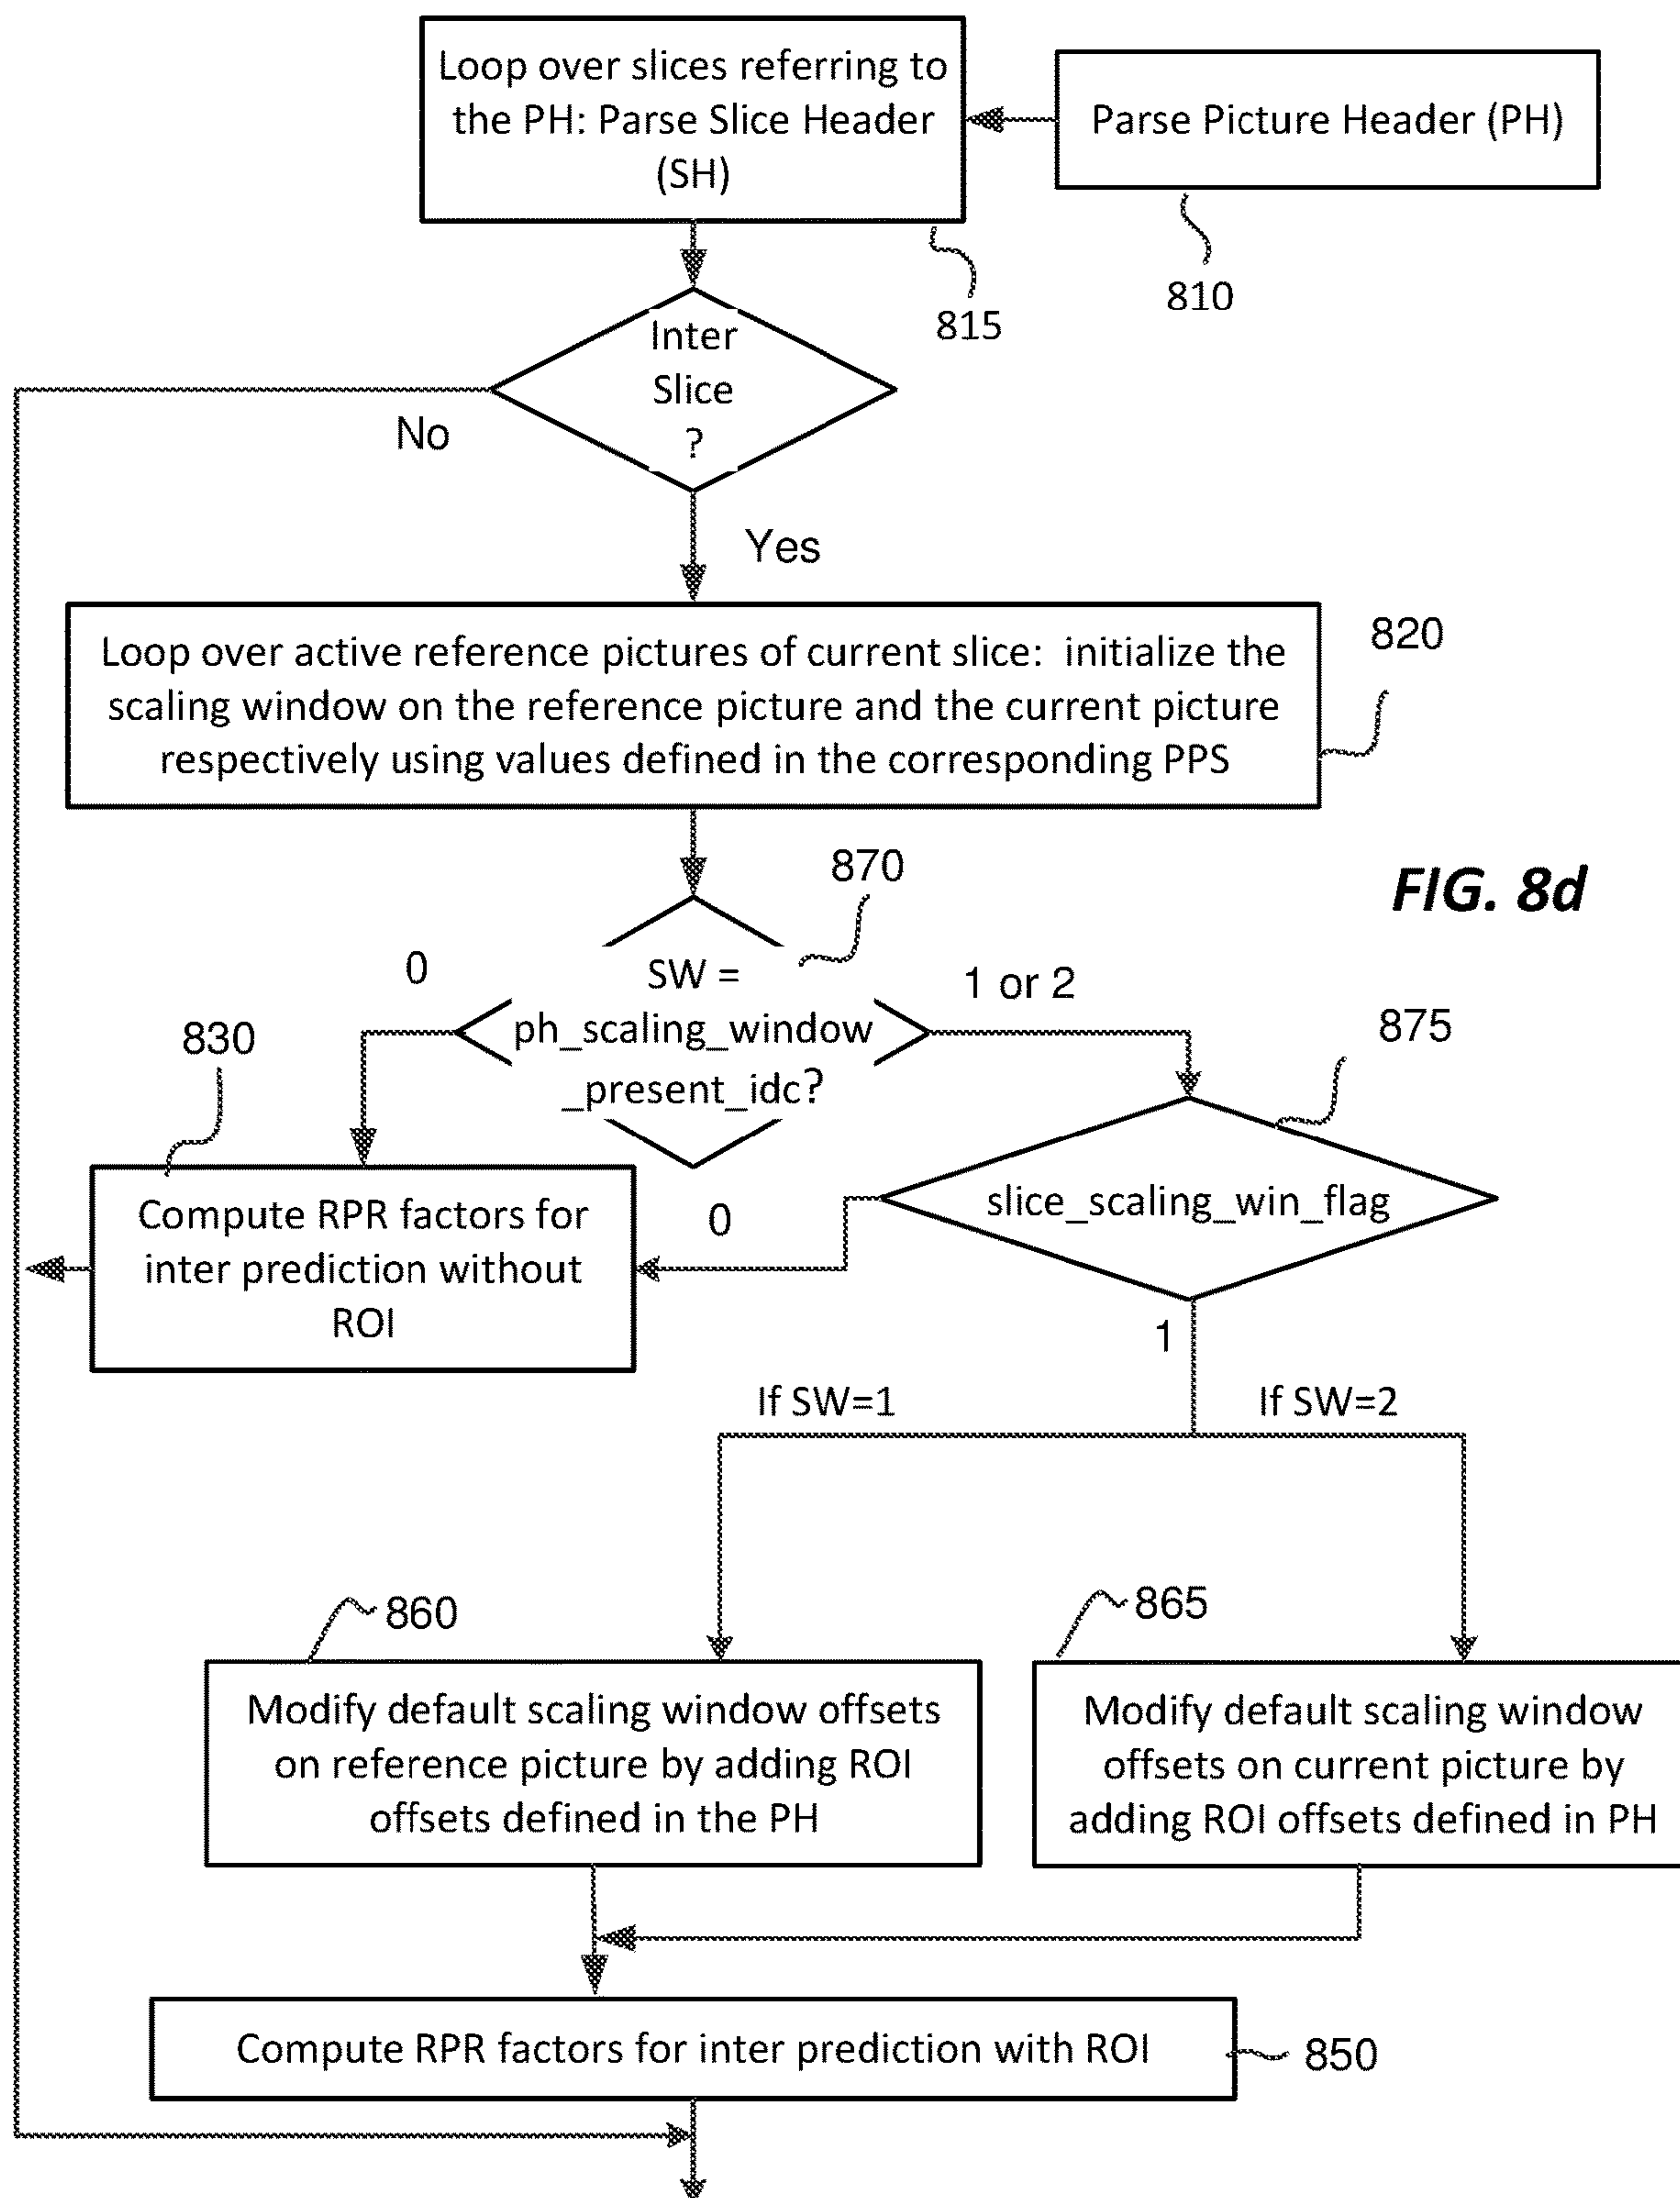 Loop over slices referring to
the PH: Parse Slice Header
(SH)
Parse Picture Header (PH)
815
810
Inter
Slice
?
No
Yes
Loop over active reference pictures of current slice: initialize the
scaling window on the reference picture and the current picture
respectively using values defined in the corresponding PPS
820
870
FIG. 8d
0
SW =
ph_scaling_window
_present_idc?
1 or 2
830
875
Compute RPR factors for
inter prediction without
ROI
0
slice_scaling_win_flag
1
If SW=1
If SW=2
860
865
Modify default scaling window offsets
on reference picture by adding ROI
offsets defined in the PH
Modify default scaling window
offsets on current picture by
adding ROI offsets defined in PH
Compute RPR factors for inter prediction with ROI
850